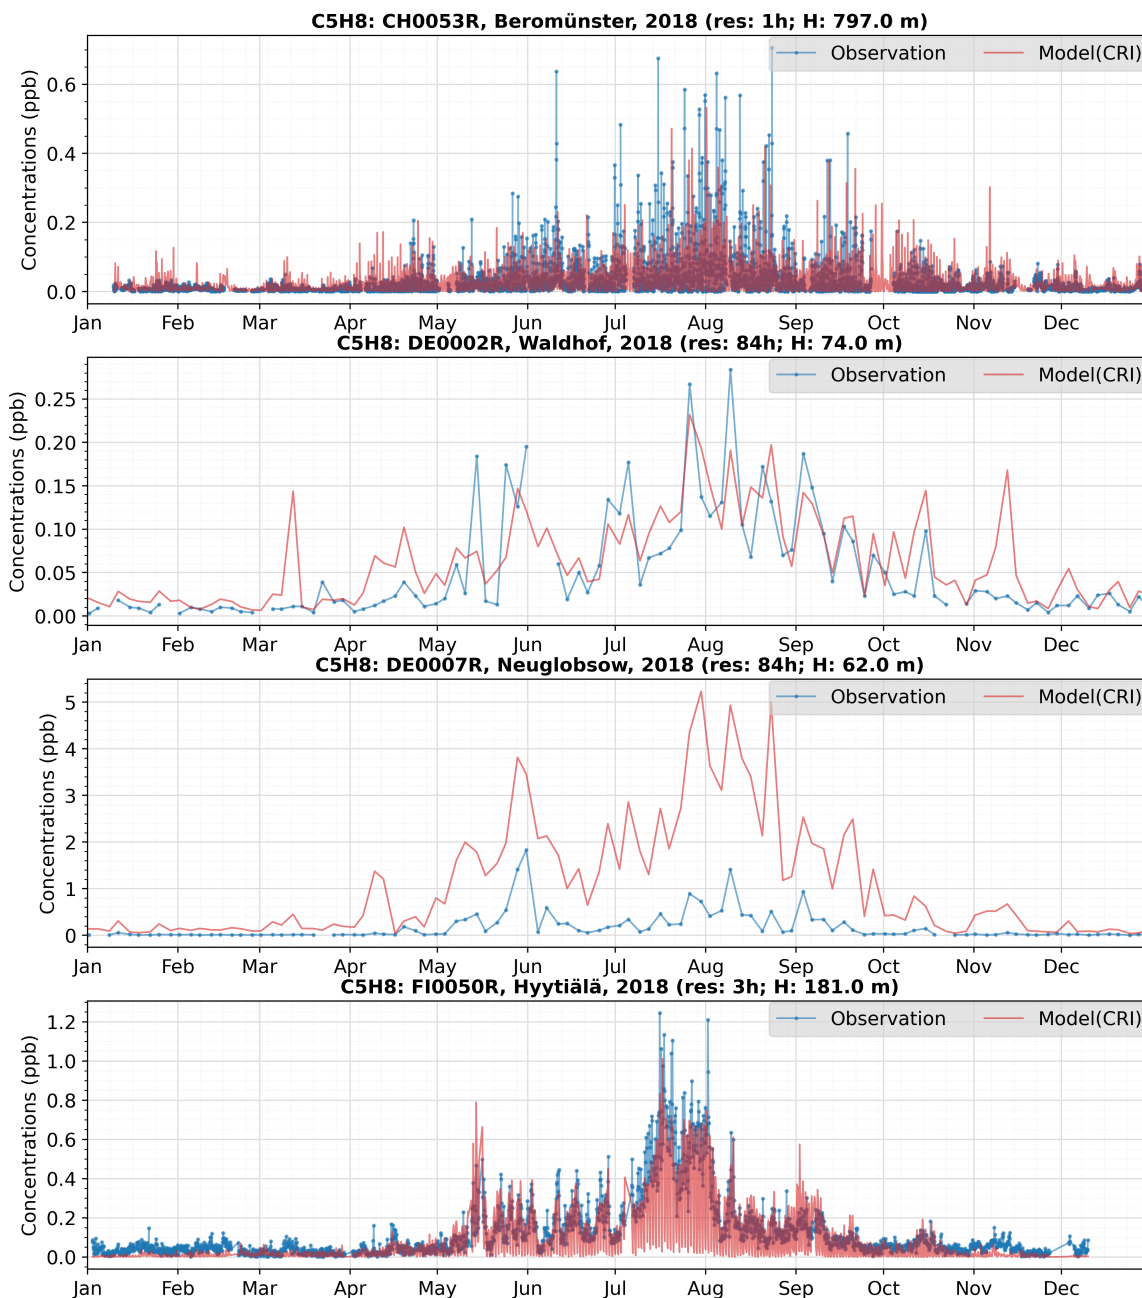 C5H8: CH0053R, Beromünster, 2018 (res: 1h; H: 797.0 m)
Observation Model(CRI)
Concentrations (ppb)
0.6
0.4
0.2
0.0
Jan Feb Mar Apr May Jun Jul Aug Sep Oct Nov Dec
C5H8: DE0002R, Waldhof, 2018 (res: 84h; H: 74.0 m)
Observation Model(CRI)
Concentrations (ppb)
0.25
0.20
0.15
0.10
0.05
0.00
Jan Feb Mar Apr May Jun Jul Aug Sep Oct Nov Dec
C5H8: DE0007R, Neuglobsow, 2018 (res: 84h; H: 62.0 m)
Observation Model(CRI)
Concentrations (ppb)
5
4
3
2
1
0
Jan Feb Mar Apr May Jun Jul Aug Sep Oct Nov Dec
C5H8: FI0050R, Hyytiälä, 2018 (res: 3h; H: 181.0 m)
Observation Model(CRI)
Concentrations (ppb)
1.2
1.0
0.8
0.6
0.4
0.2
0.0
Jan Feb Mar Apr May Jun Jul Aug Sep Oct Nov Dec